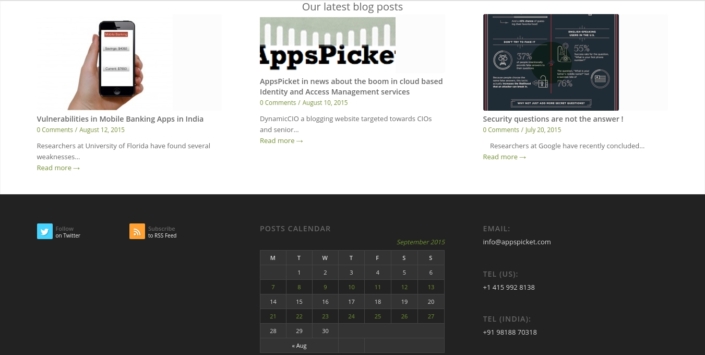 Our latest blog posts
AppsPicke
Vulnerabilities in Mobile Banking Apps in India
0 Comments / August 12, 2015
Researchers at University of Florida have found several
weaknesses...
Read more →
AppsPicket in news about the boom in cloud based
Identity and Access Management services
0 Comments / August 10, 2015
DynamicCIO a blogging website targeted towards CIOs
and senior...
Read more →
37%
55%
76%
Security questions are not the answer !
0 Comments / July 20, 2015
Researchers at Google have recently concluded...
Read more →
Follow
on Twitter
Subscribe
to RSS Feed
POSTS CALENDAR
September 2015
M T W T F S S
1 2 3 4 5 6
7 8 9 10 11 12 13
14 15 16 17 18 19 20
21 22 23 24 25 26 27
28 29 30
« Aug
EMAIL:
info@appspicket.com
TEL (US):
+1 415 992 8138
TEL (INDIA):
+91 98188 70318